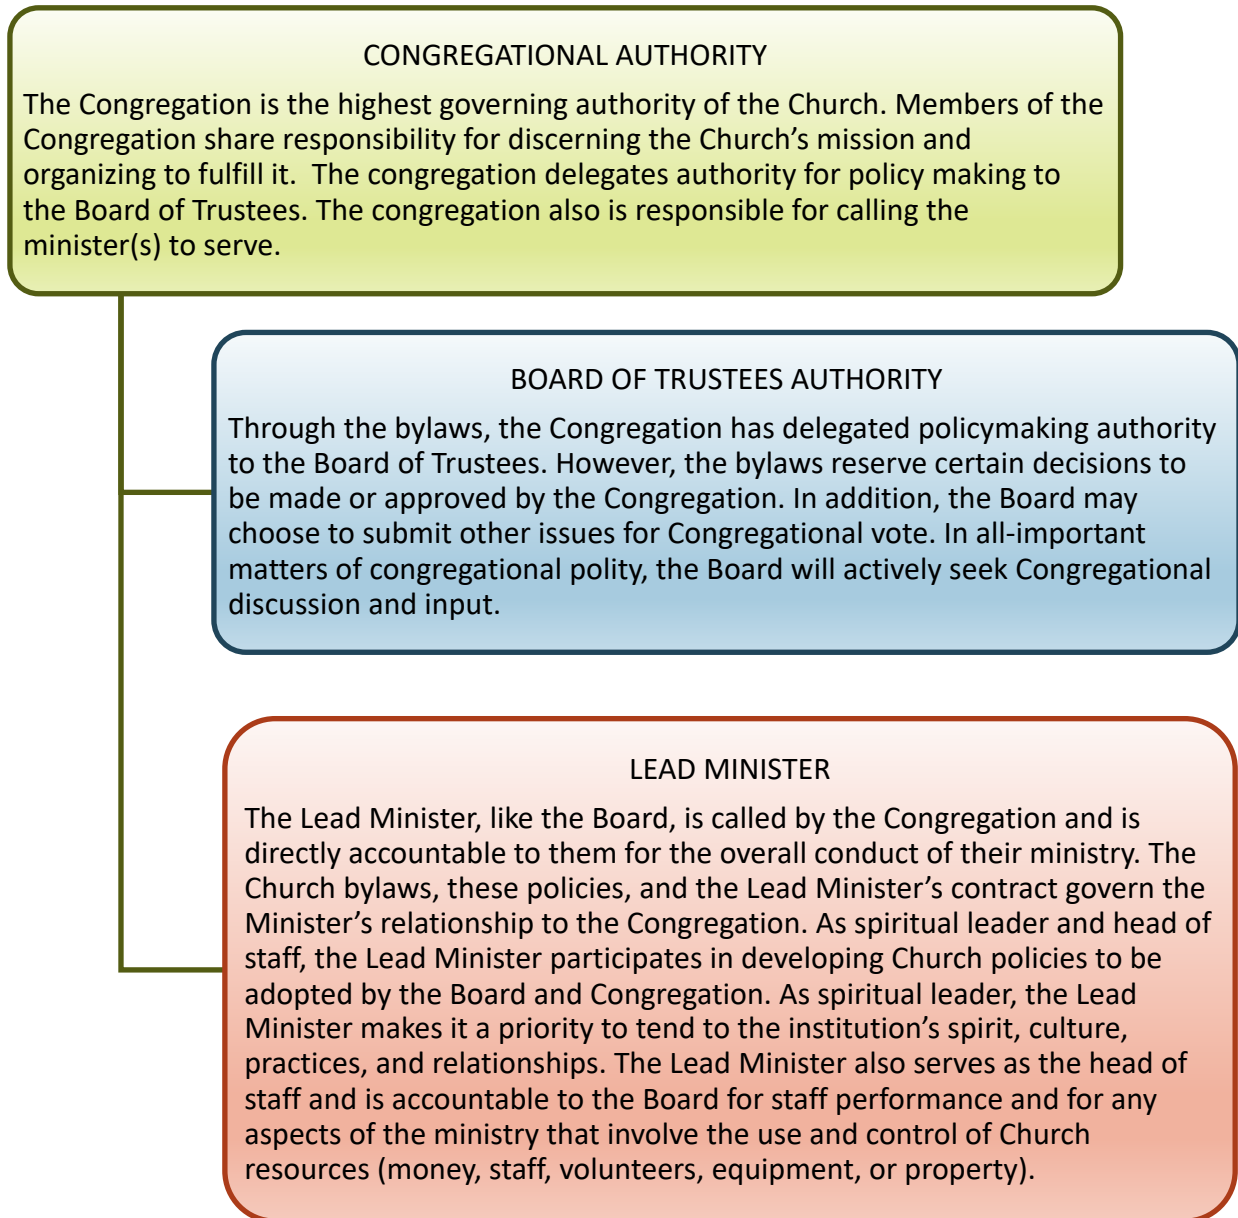 CONGREGATIONAL AUTHORITY
The Congregation is the highest governing authority of the Church. Members of the
Congregation share responsibility for discerning the Church’s mission and
organizing to fulfill it.  The congregation delegates authority for policy making to
the Board of Trustees. The congregation also is responsible for calling the
minister(s) to serve.
BOARD OF TRUSTEES AUTHORITY
Through the bylaws, the Congregation has delegated policymaking authority
to the Board of Trustees. However, the bylaws reserve certain decisions to
be made or approved by the Congregation. In addition, the Board may
choose to submit other issues for Congregational vote. In all-important
matters of congregational polity, the Board will actively seek Congregational
discussion and input.
LEAD MINISTER
The Lead Minister, like the Board, is called by the Congregation and is
directly accountable to them for the overall conduct of their ministry. The
Church bylaws, these policies, and the Lead Minister’s contract govern the
Minister’s relationship to the Congregation. As spiritual leader and head of
staff, the Lead Minister participates in developing Church policies to be
adopted by the Board and Congregation. As spiritual leader, the Lead
Minister makes it a priority to tend to the institution’s spirit, culture,
practices, and relationships. The Lead Minister also serves as the head of
staff and is accountable to the Board for staff performance and for any
aspects of the ministry that involve the use and control of Church
resources (money, staff, volunteers, equipment, or property).